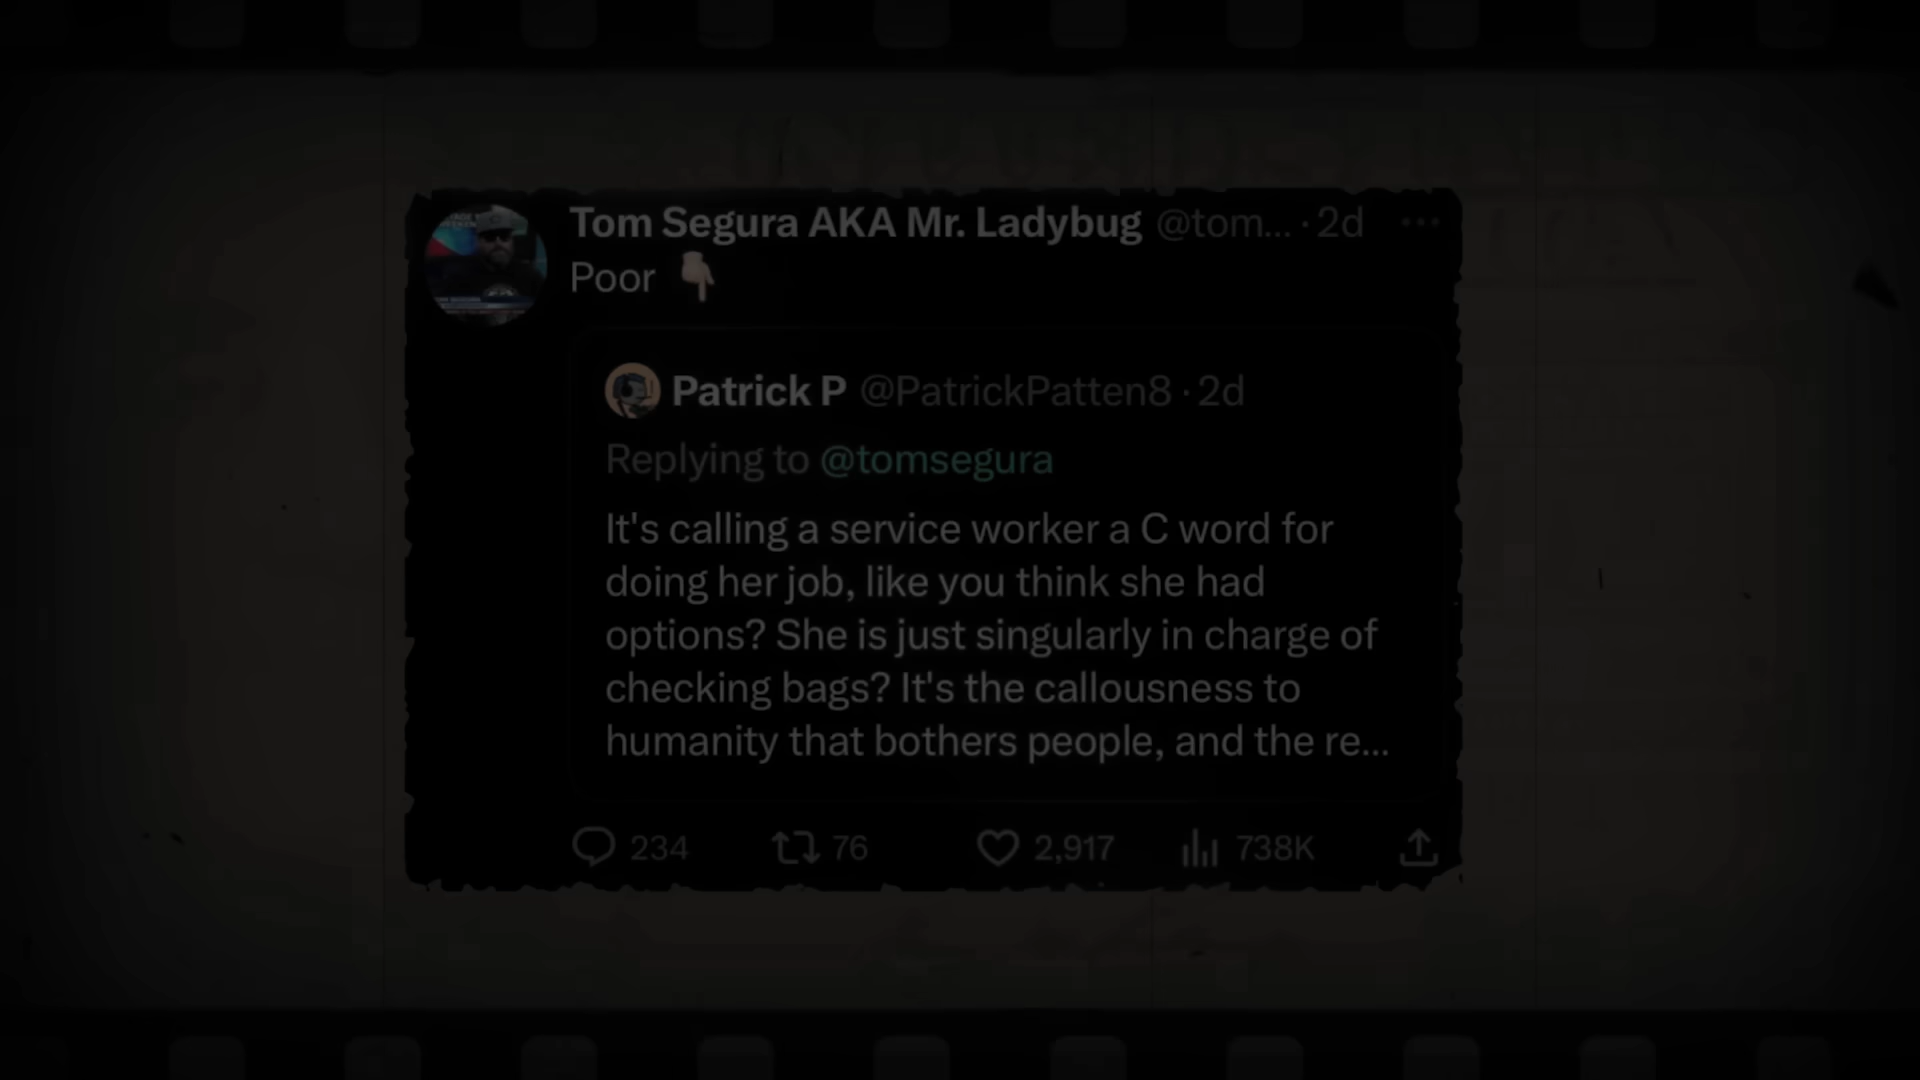 Tom Segura AKA Mr. Ladybug @tom... · 2d
Poor 👇🏻
Patrick P @PatrickPatten8 · 2d
Replying to @tomsegura
It's calling a service worker a C word for
doing her job, like you think she had
options? She is just singularly in charge of
checking bags? It's the callousness to
humanity that bothers people, and the re...
234 76 2,917 738K